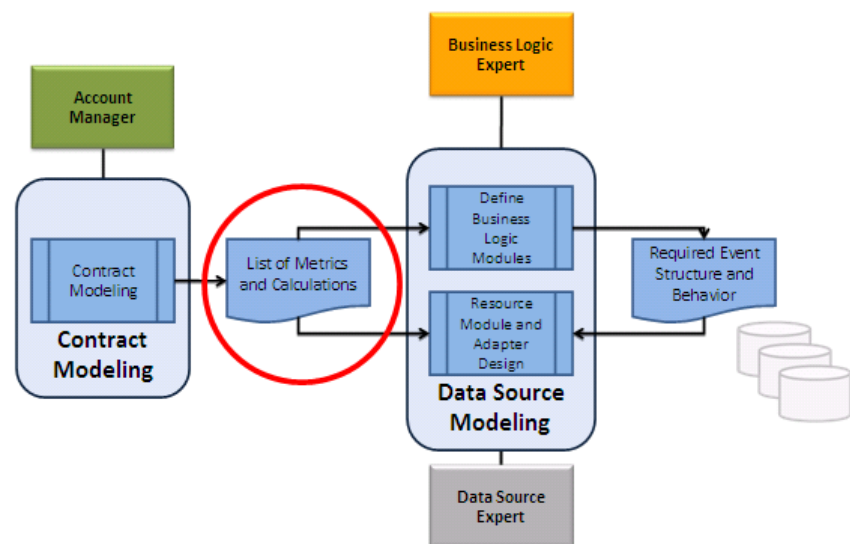 Business Logic
Expert
Account
Manager
Define
Business
Logic
Modules
List of Metrics
and Calculations
Required Event
Structure and
Behavior
Contract
Modeling
Resource
Module and
Adapter
Design
Contract
Modeling
Data Source
Modeling
Data Source
Expert